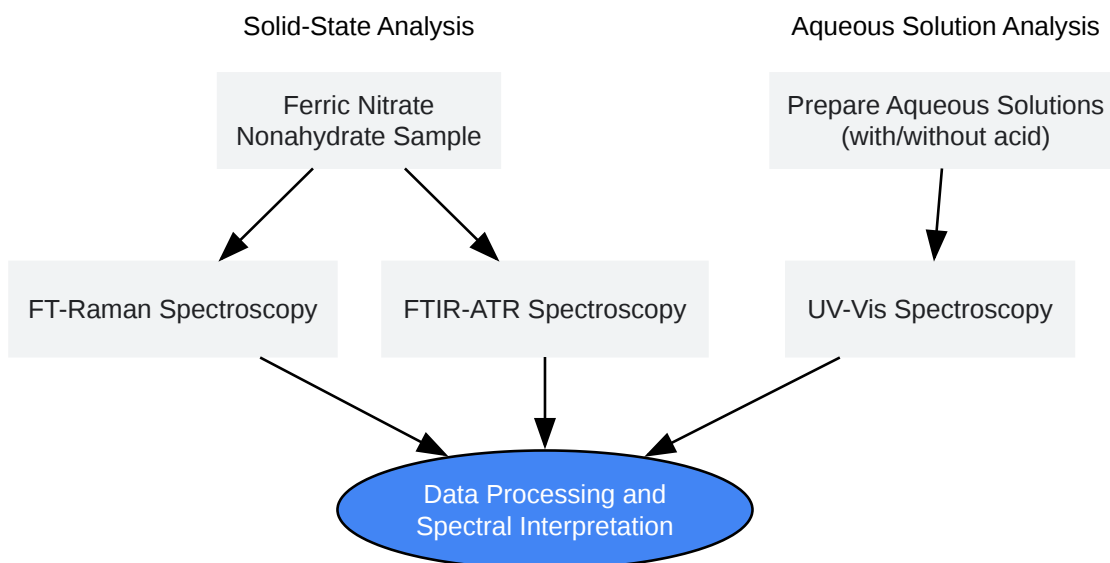 Solid-State Analysis
Aqueous Solution Analysis
Ferric Nitrate
Nonahydrate Sample
Prepare Aqueous Solutions
(with/without acid)
FT-Raman Spectroscopy
FTIR-ATR Spectroscopy
UV-Vis Spectroscopy
Data Processing and
Spectral Interpretation